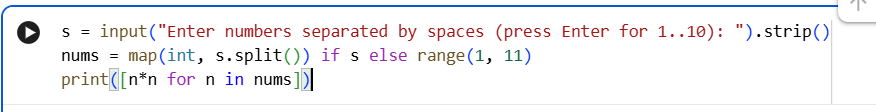 s = input("Enter numbers separated by spaces (press Enter for 1..10): ").strip()
nums = map(int, s.split()) if s else range(1, 11)
print([n*n for n in nums])